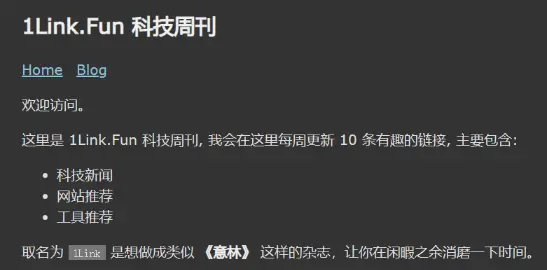 1Link.Fun 科技周刊
Home Blog
欢迎访问。
这里是 1Link.Fun 科技周刊, 我会在这里每周更新 10 条有趣的链接, 主要包含:
• 科技新闻
• 网站推荐
• 工具推荐
取名为 1link 是想做成类似 《意林》 这样的杂志，让你在闲暇之余消磨一下时间。